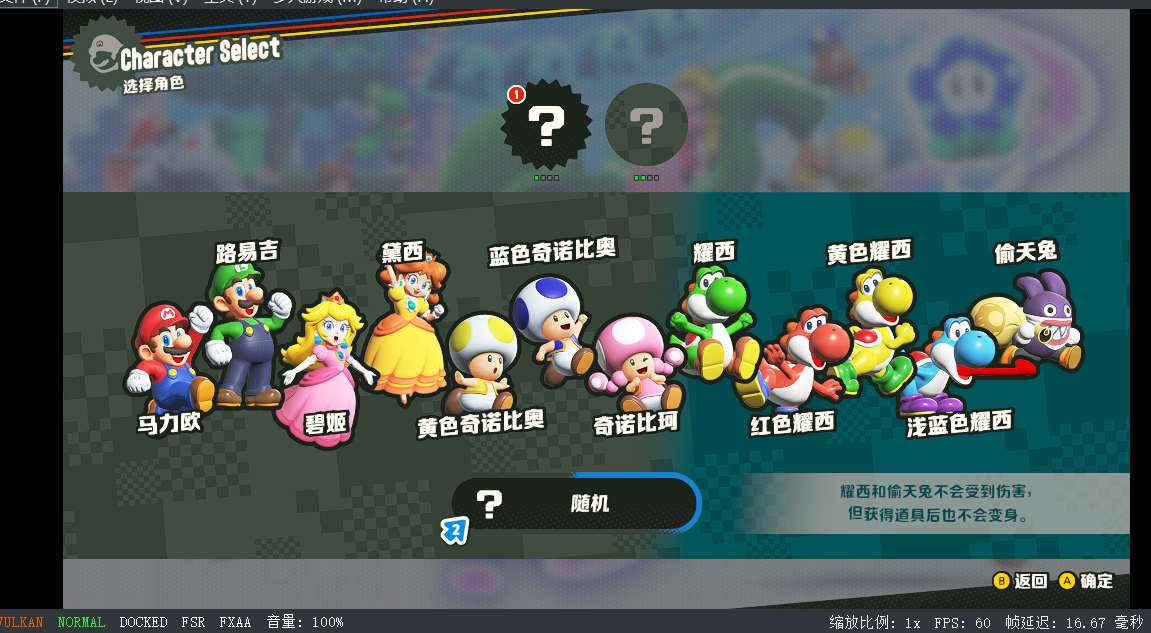 Character Select
选择角色
1
?
?
路易吉
黛西
蓝色奇诺比奥
耀西
黄色耀西
偷天兔
马力欧
碧姬
黄色奇诺比奥
奇诺比珂
红色耀西
浅蓝色耀西
? 随机
2
耀西和偷天兔不会受到伤害，
但获得道具后也不会变身。
B 返回 A 确定
VULKAN NORMAL DOCKED FSR FXAA 音量: 100% 缩放比例: 1x FPS: 60 帧延迟: 16.67 毫秒